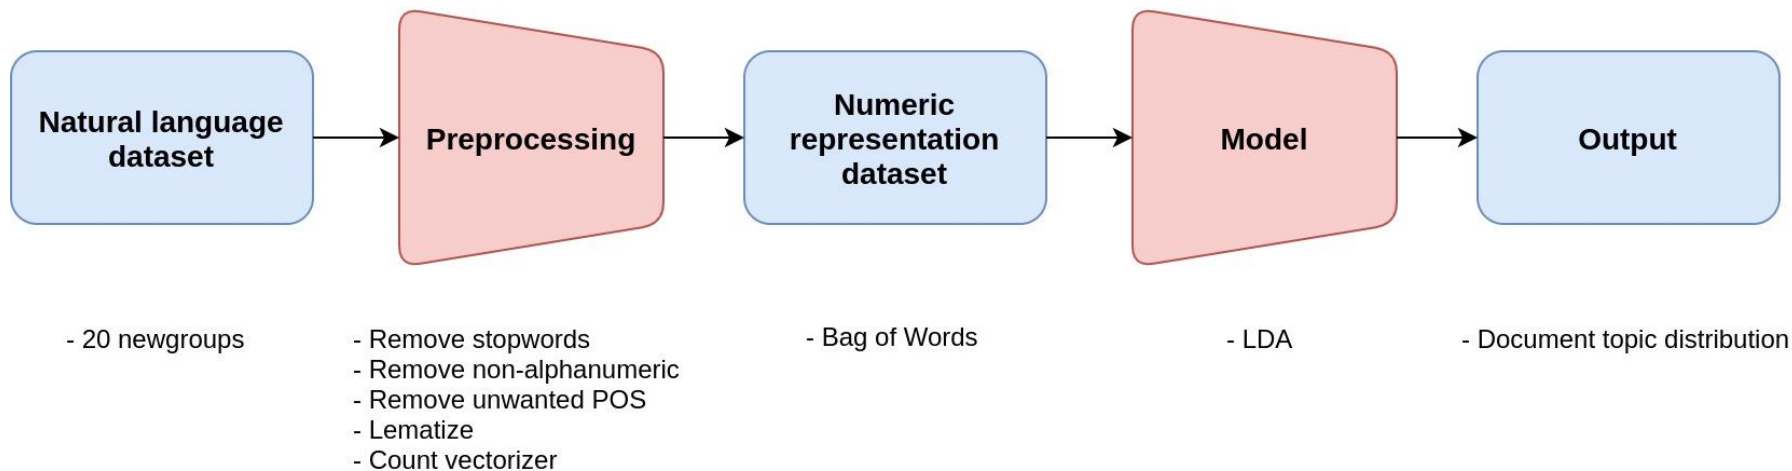 Natural language
dataset
Preprocessing
Numeric
representation
dataset
Model
Output
- 20 newgroups
- Remove stopwords
- Remove non-alphanumeric
- Remove unwanted POS
- Lematize
- Count vectorizer
- Bag of Words
- LDA
- Document topic distribution